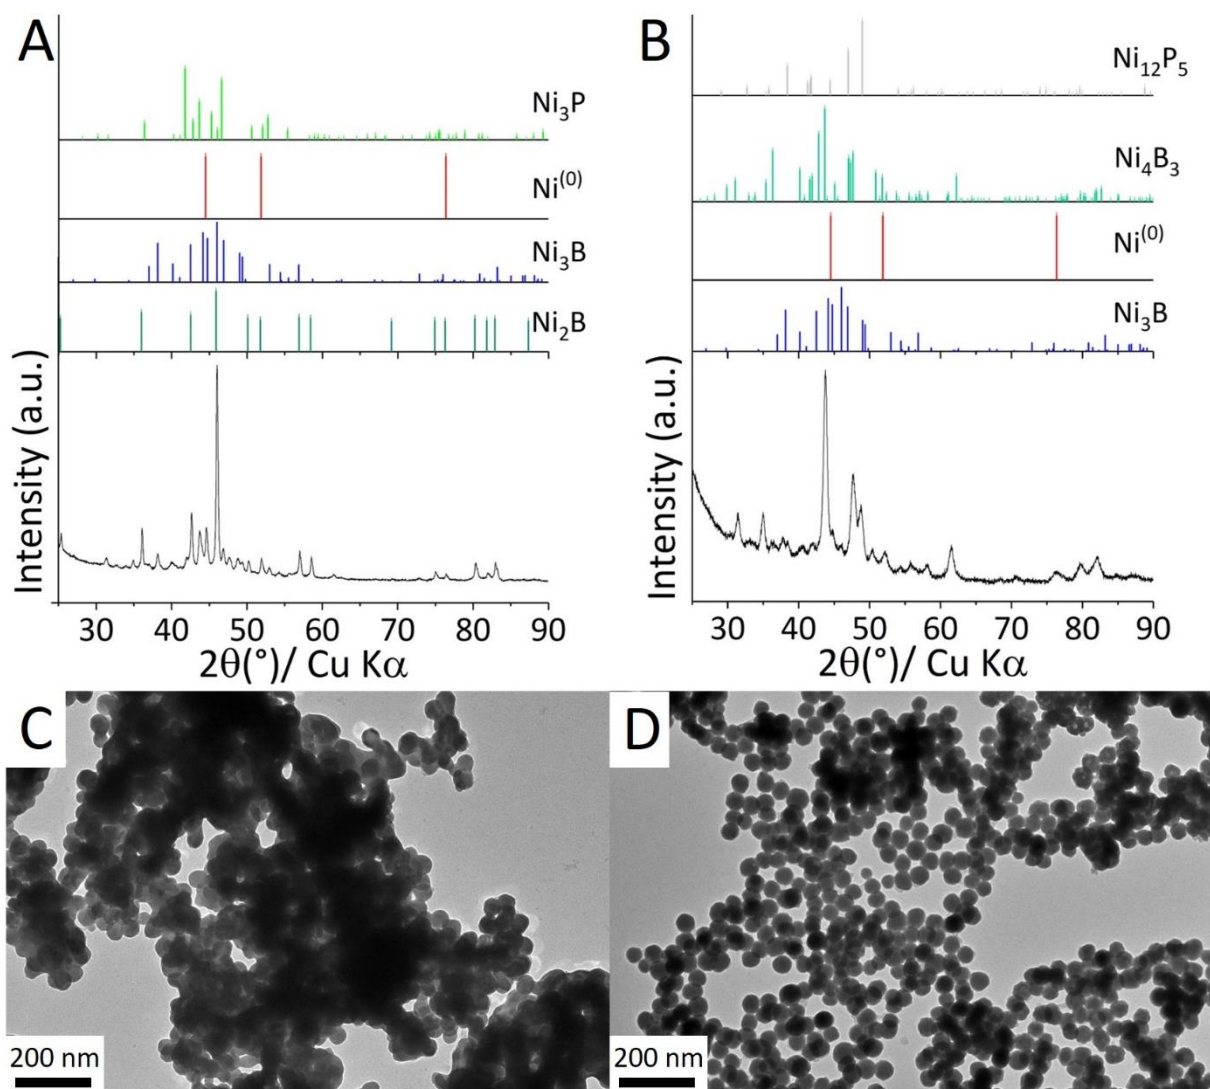 A
Ni₃P
Ni⁽⁰⁾
Ni₃B
Ni₂B
Intensity (a.u.)
30 40 50 60 70 80 90
2θ(°)/ Cu Kα
B
Ni₁₂P₅
Ni₄B₃
Ni⁽⁰⁾
Ni₃B
Intensity (a.u.)
30 40 50 60 70 80 90
2θ(°)/ Cu Kα
C
200 nm
D
200 nm